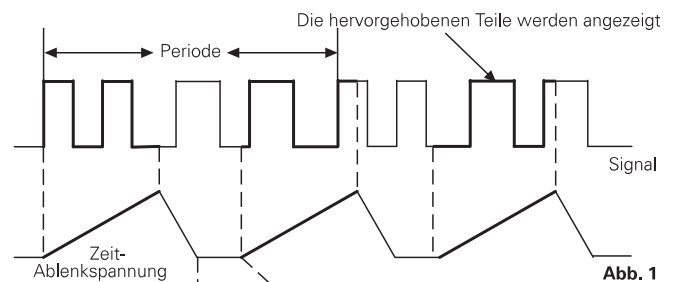 Die hervorgehobenen Teile werden angezeigt
Periode
Signal
Zeit-
Ablenkspannung
Abb. 1